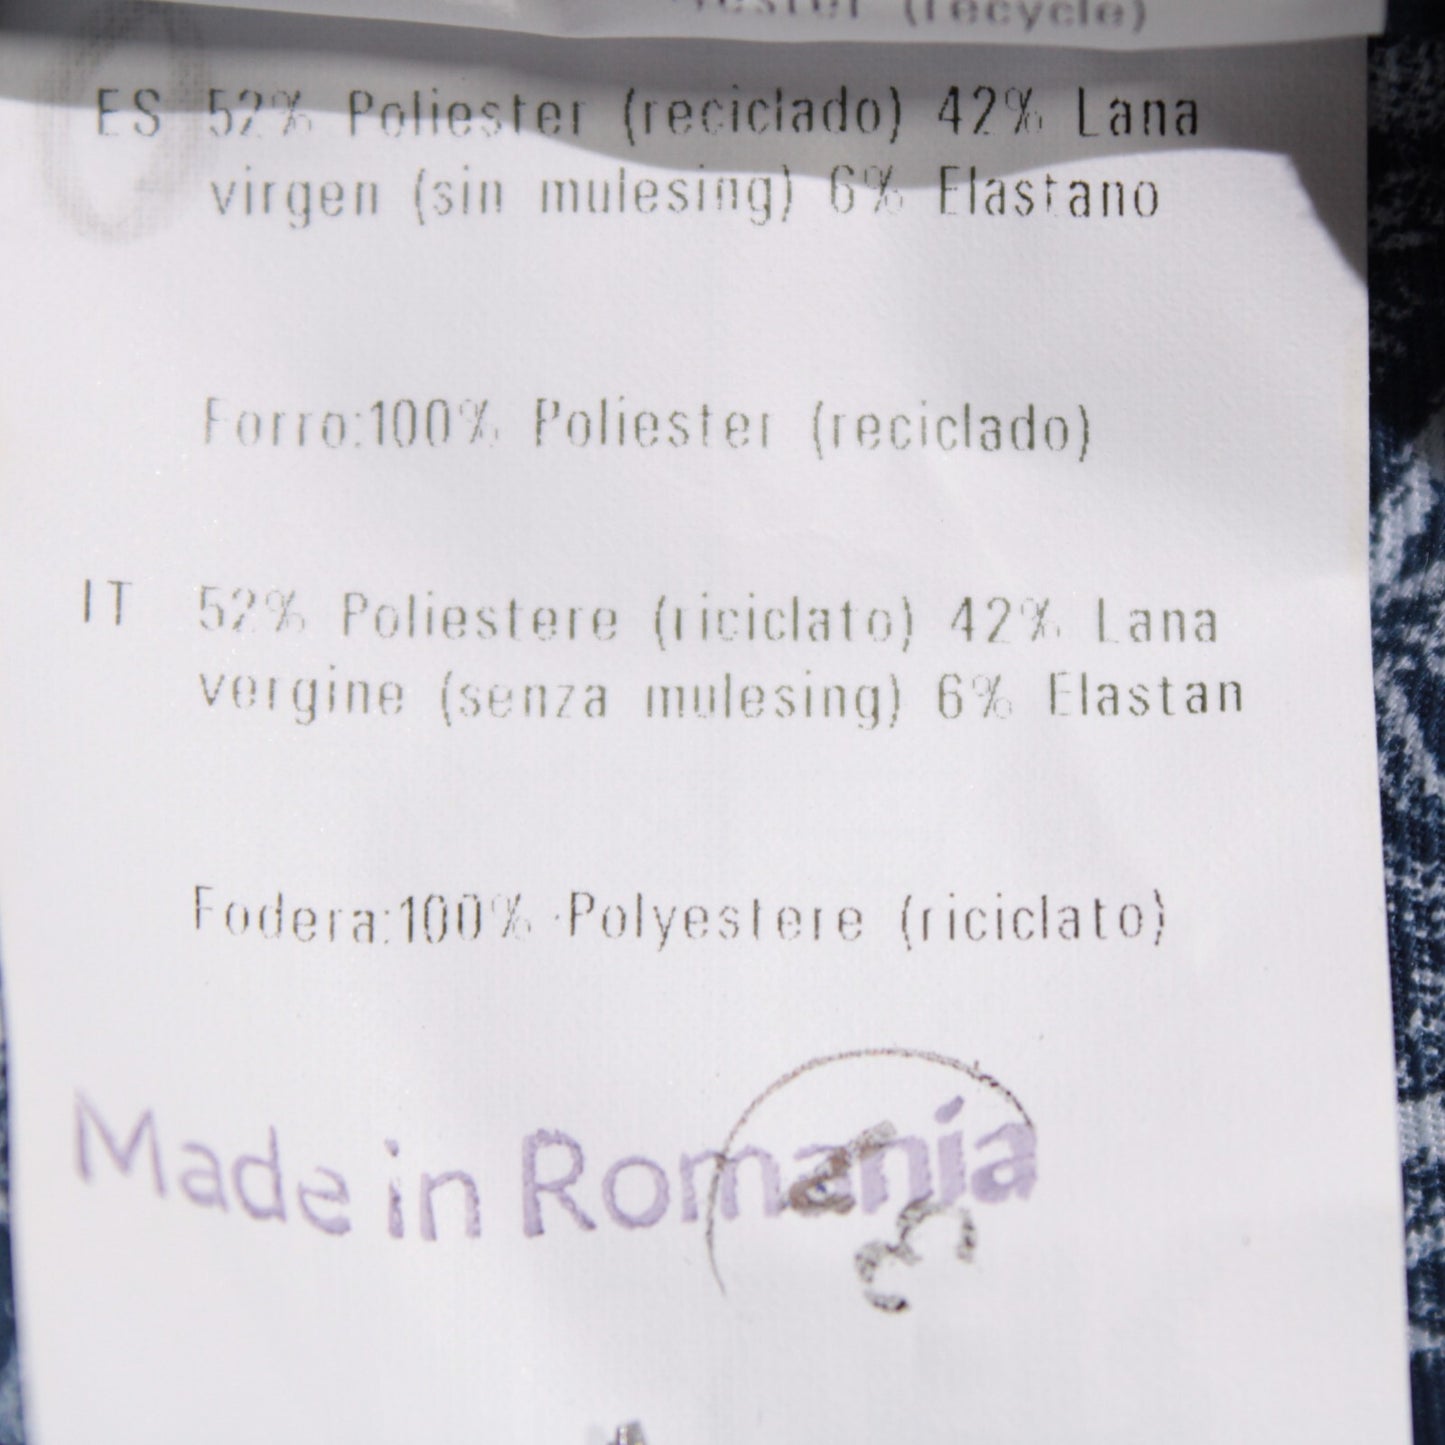 (recycle)
ES 52% Poliester (reciclado) 42% Lana
virgen (sin mulesing) 6% Elastano
Forro:100% Poliester (reciclado)
IT 52% Poliestere (riciclato) 42% Lana
vergine (senza mulesing) 6% Elastan
Fodera:100% Polyestere (riciclato)
Made in Romania